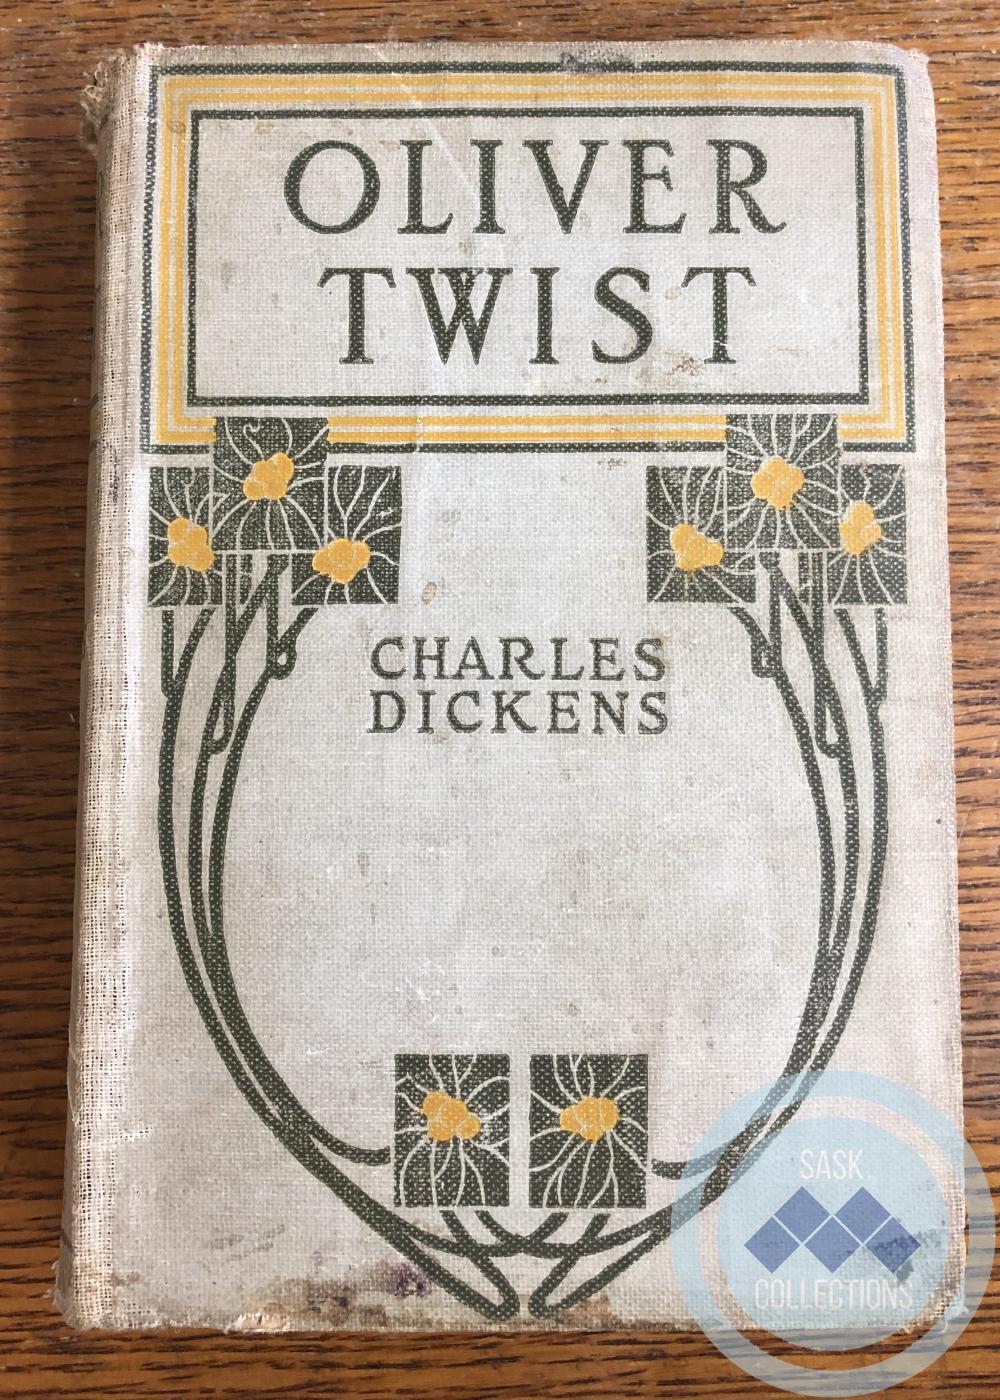 OLIVER
TWIST
CHARLES
DICKENS
SASK
COLLECTIONS